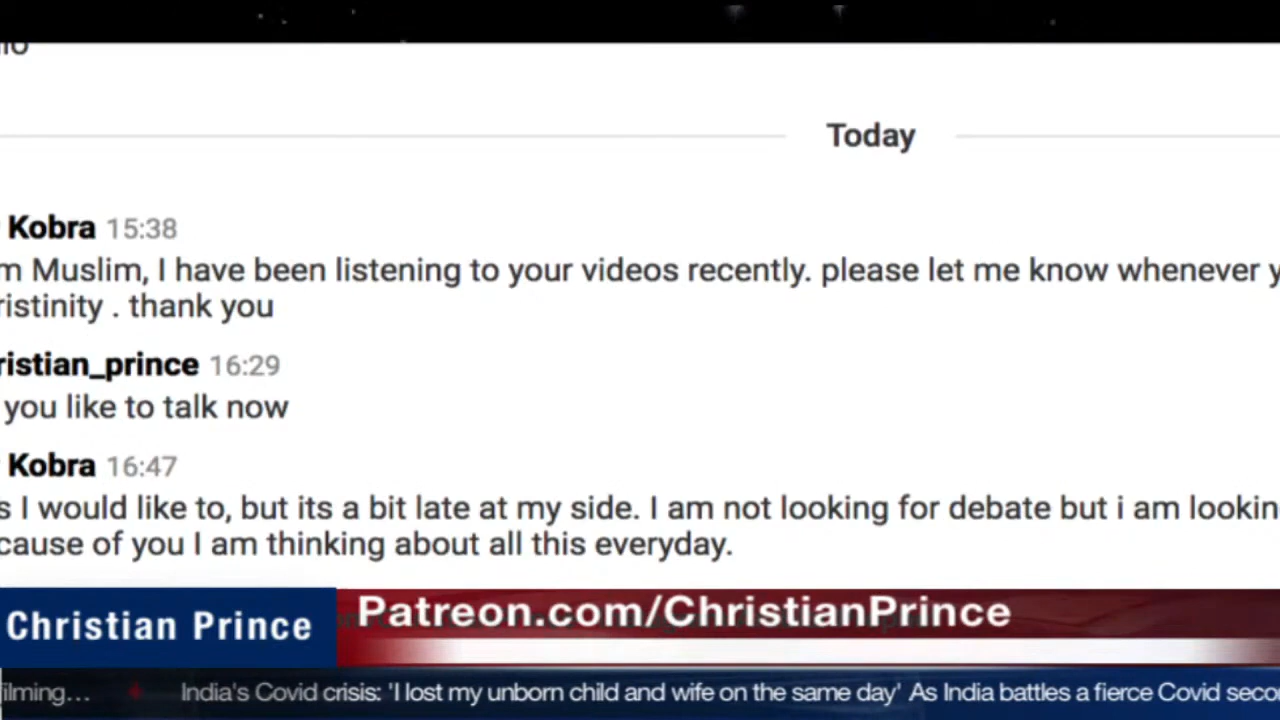 Today
Kobra 15:38
m Muslim, I have been listening to your videos recently. please let me know whenever y
ristinity . thank you
ristian_prince 16:29
you like to talk now
Kobra 16:47
s I would like to, but its a bit late at my side. I am not looking for debate but i am lookin
cause of you I am thinking about all this everyday.
Christian Prince
Patreon.com/ChristianPrince
ilming... India's Covid crisis: 'I lost my unborn child and wife on the same day' As India battles a fierce Covid seco